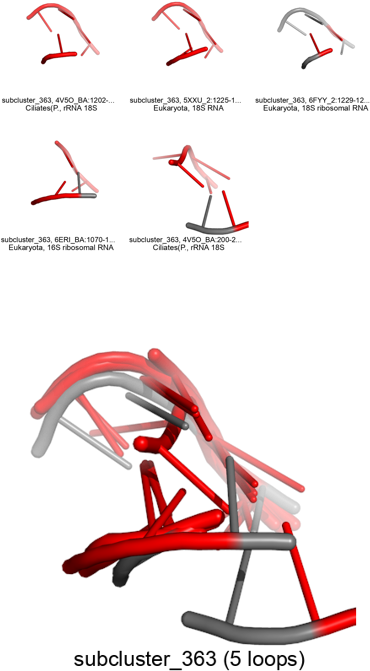 subcluster_363, 4V5O_BA:1202-...
Ciliates(P., rRNA 18S
subcluster_363, 5XXU_2:1225-1...
Eukaryota, 18S RNA
subcluster_363, 6FYY_2:1229-12...
Eukaryota, 18S ribosomal RNA
subcluster_363, 6ERI_BA:1070-1...
Eukaryota, 16S ribosomal RNA
subcluster_363, 4V5O_BA:200-2...
Ciliates(P., rRNA 18S
subcluster_363 (5 loops)